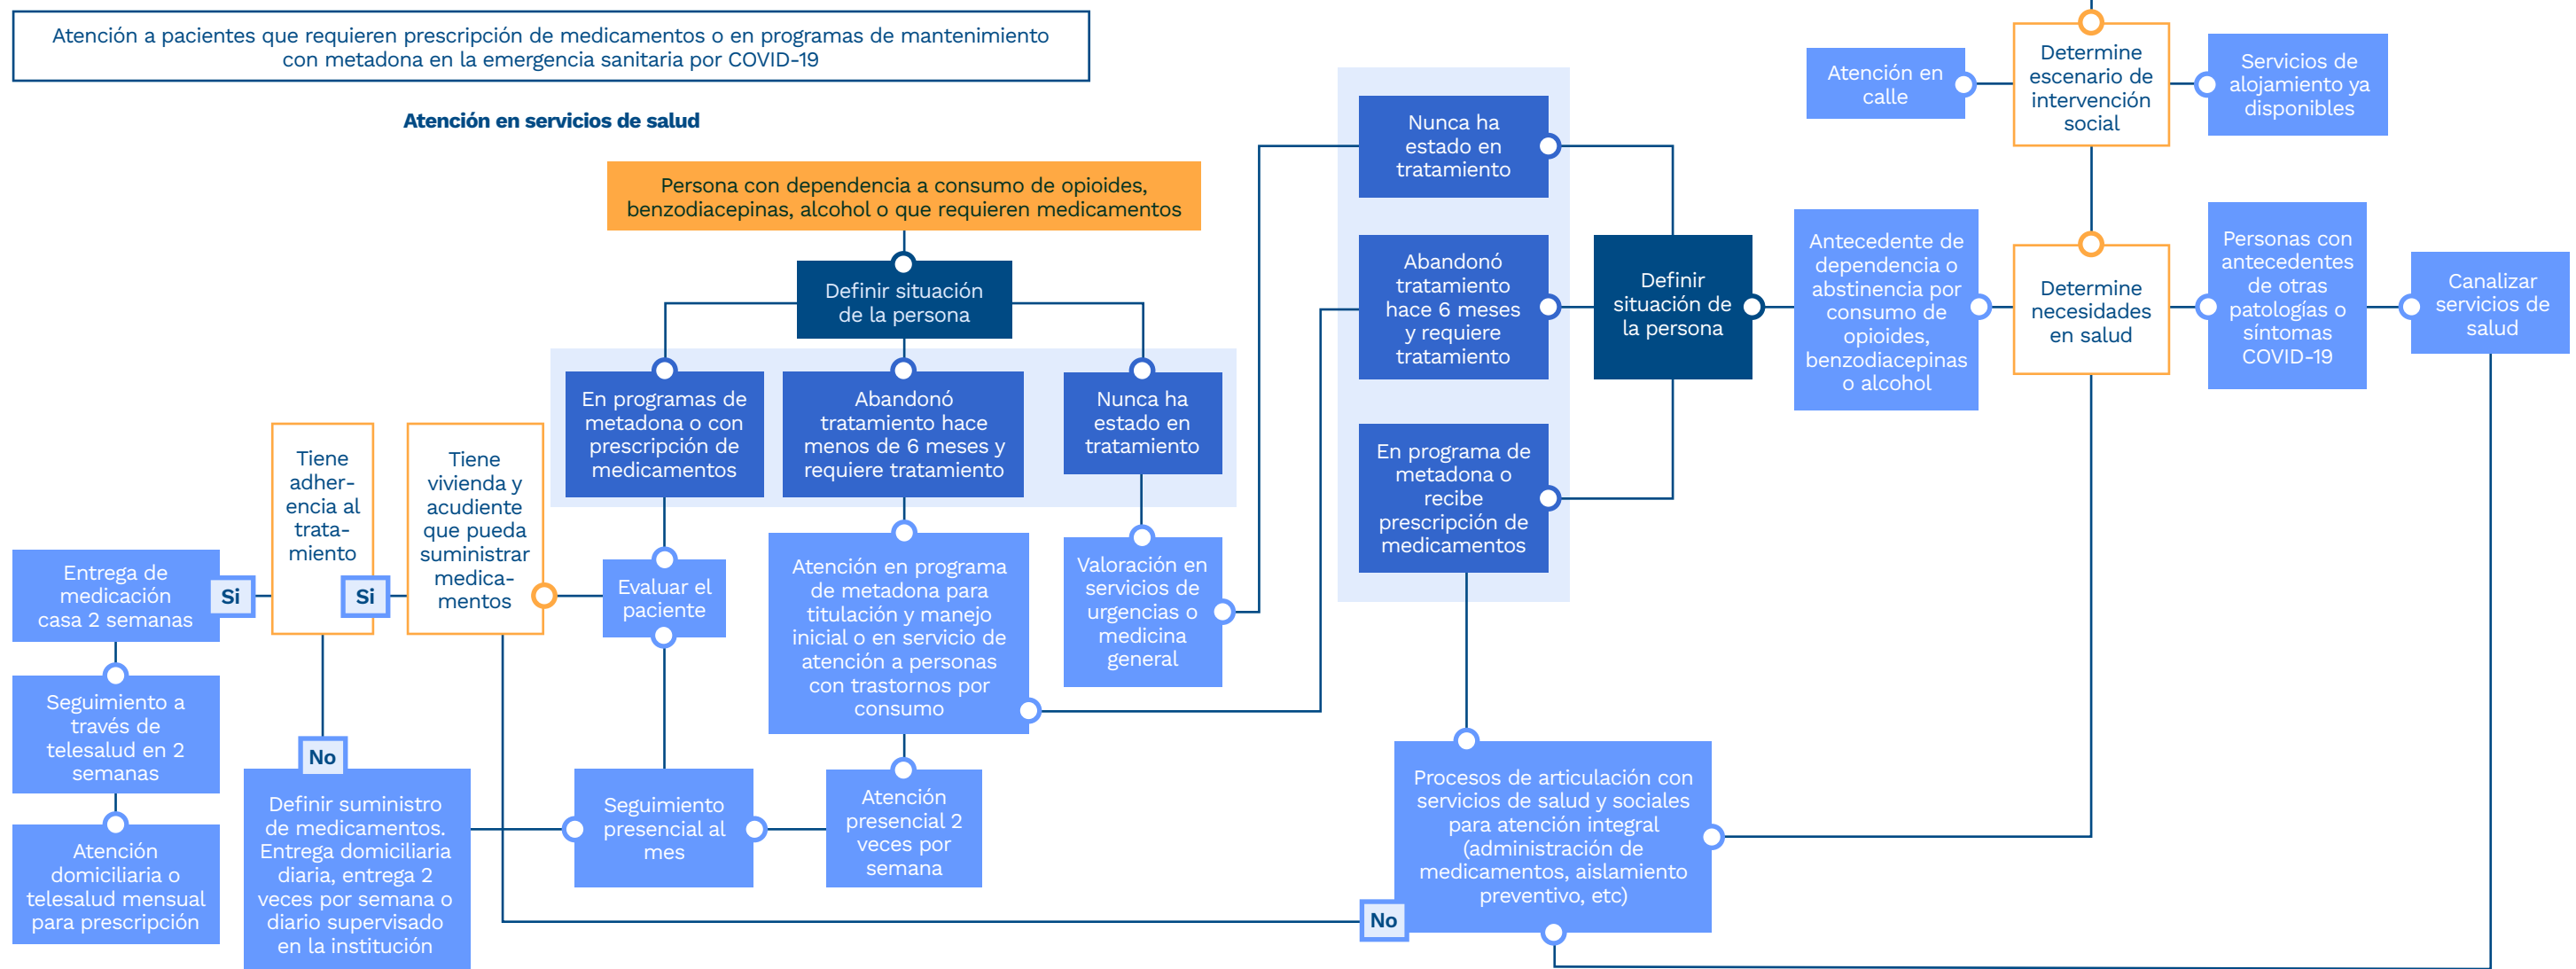 Atención a pacientes que requieren prescripción de medicamentos o en programas de mantenimiento
con metadona en la emergencia sanitaria por COVID-19
Atención en servicios de salud
Persona con dependencia a consumo de opioides,
benzodiacepinas, alcohol o que requieren medicamentos
Definir situación
de la persona
En programas de
metadona o con
prescripción de
medicamentos
Abandonó
tratamiento hace
menos de 6 meses y
requiere tratamiento
Nunca ha
estado en
tratamiento
Tiene
adher-
encia al
trata-
miento
Tiene
vivienda y
acudiente
que pueda
suministrar
medica-
mentos
Evaluar el
paciente
Atención en programa
de metadona para
titulación y manejo
inicial o en servicio de
atención a personas
con trastornos por
consumo
Valoración en
servicios de
urgencias o
medicina
general
Entrega de
medicación
casa 2 semanas
Si
Si
Seguimiento a
través de
telesalud en 2
semanas
Atención
domiciliaria o
telesalud mensual
para prescripción
No
Definir suministro
de medicamentos.
Entrega domiciliaria
diaria, entrega 2
veces por semana o
diario supervisado
en la institución
Seguimiento
presencial al
mes
Atención
presencial 2
veces por
semana
Nunca ha
estado en
tratamiento
Abandonó
tratamiento
hace 6 meses
y requiere
tratamiento
En programa de
metadona o
recibe
prescripción de
medicamentos
Definir
situación de
la persona
Atención en
calle
Determine
escenario de
intervención
social
Servicios de
alojamiento ya
disponibles
Antecedente de
dependencia o
abstinencia por
consumo de
opioides,
benzodiacepinas
o alcohol
Determine
necesidades
en salud
Personas con
antecedentes
de otras
patologías o
síntomas
COVID-19
Canalizar
servicios de
salud
Procesos de articulación con
servicios de salud y sociales
para atención integral
(administración de
medicamentos, aislamiento
preventivo, etc)
No